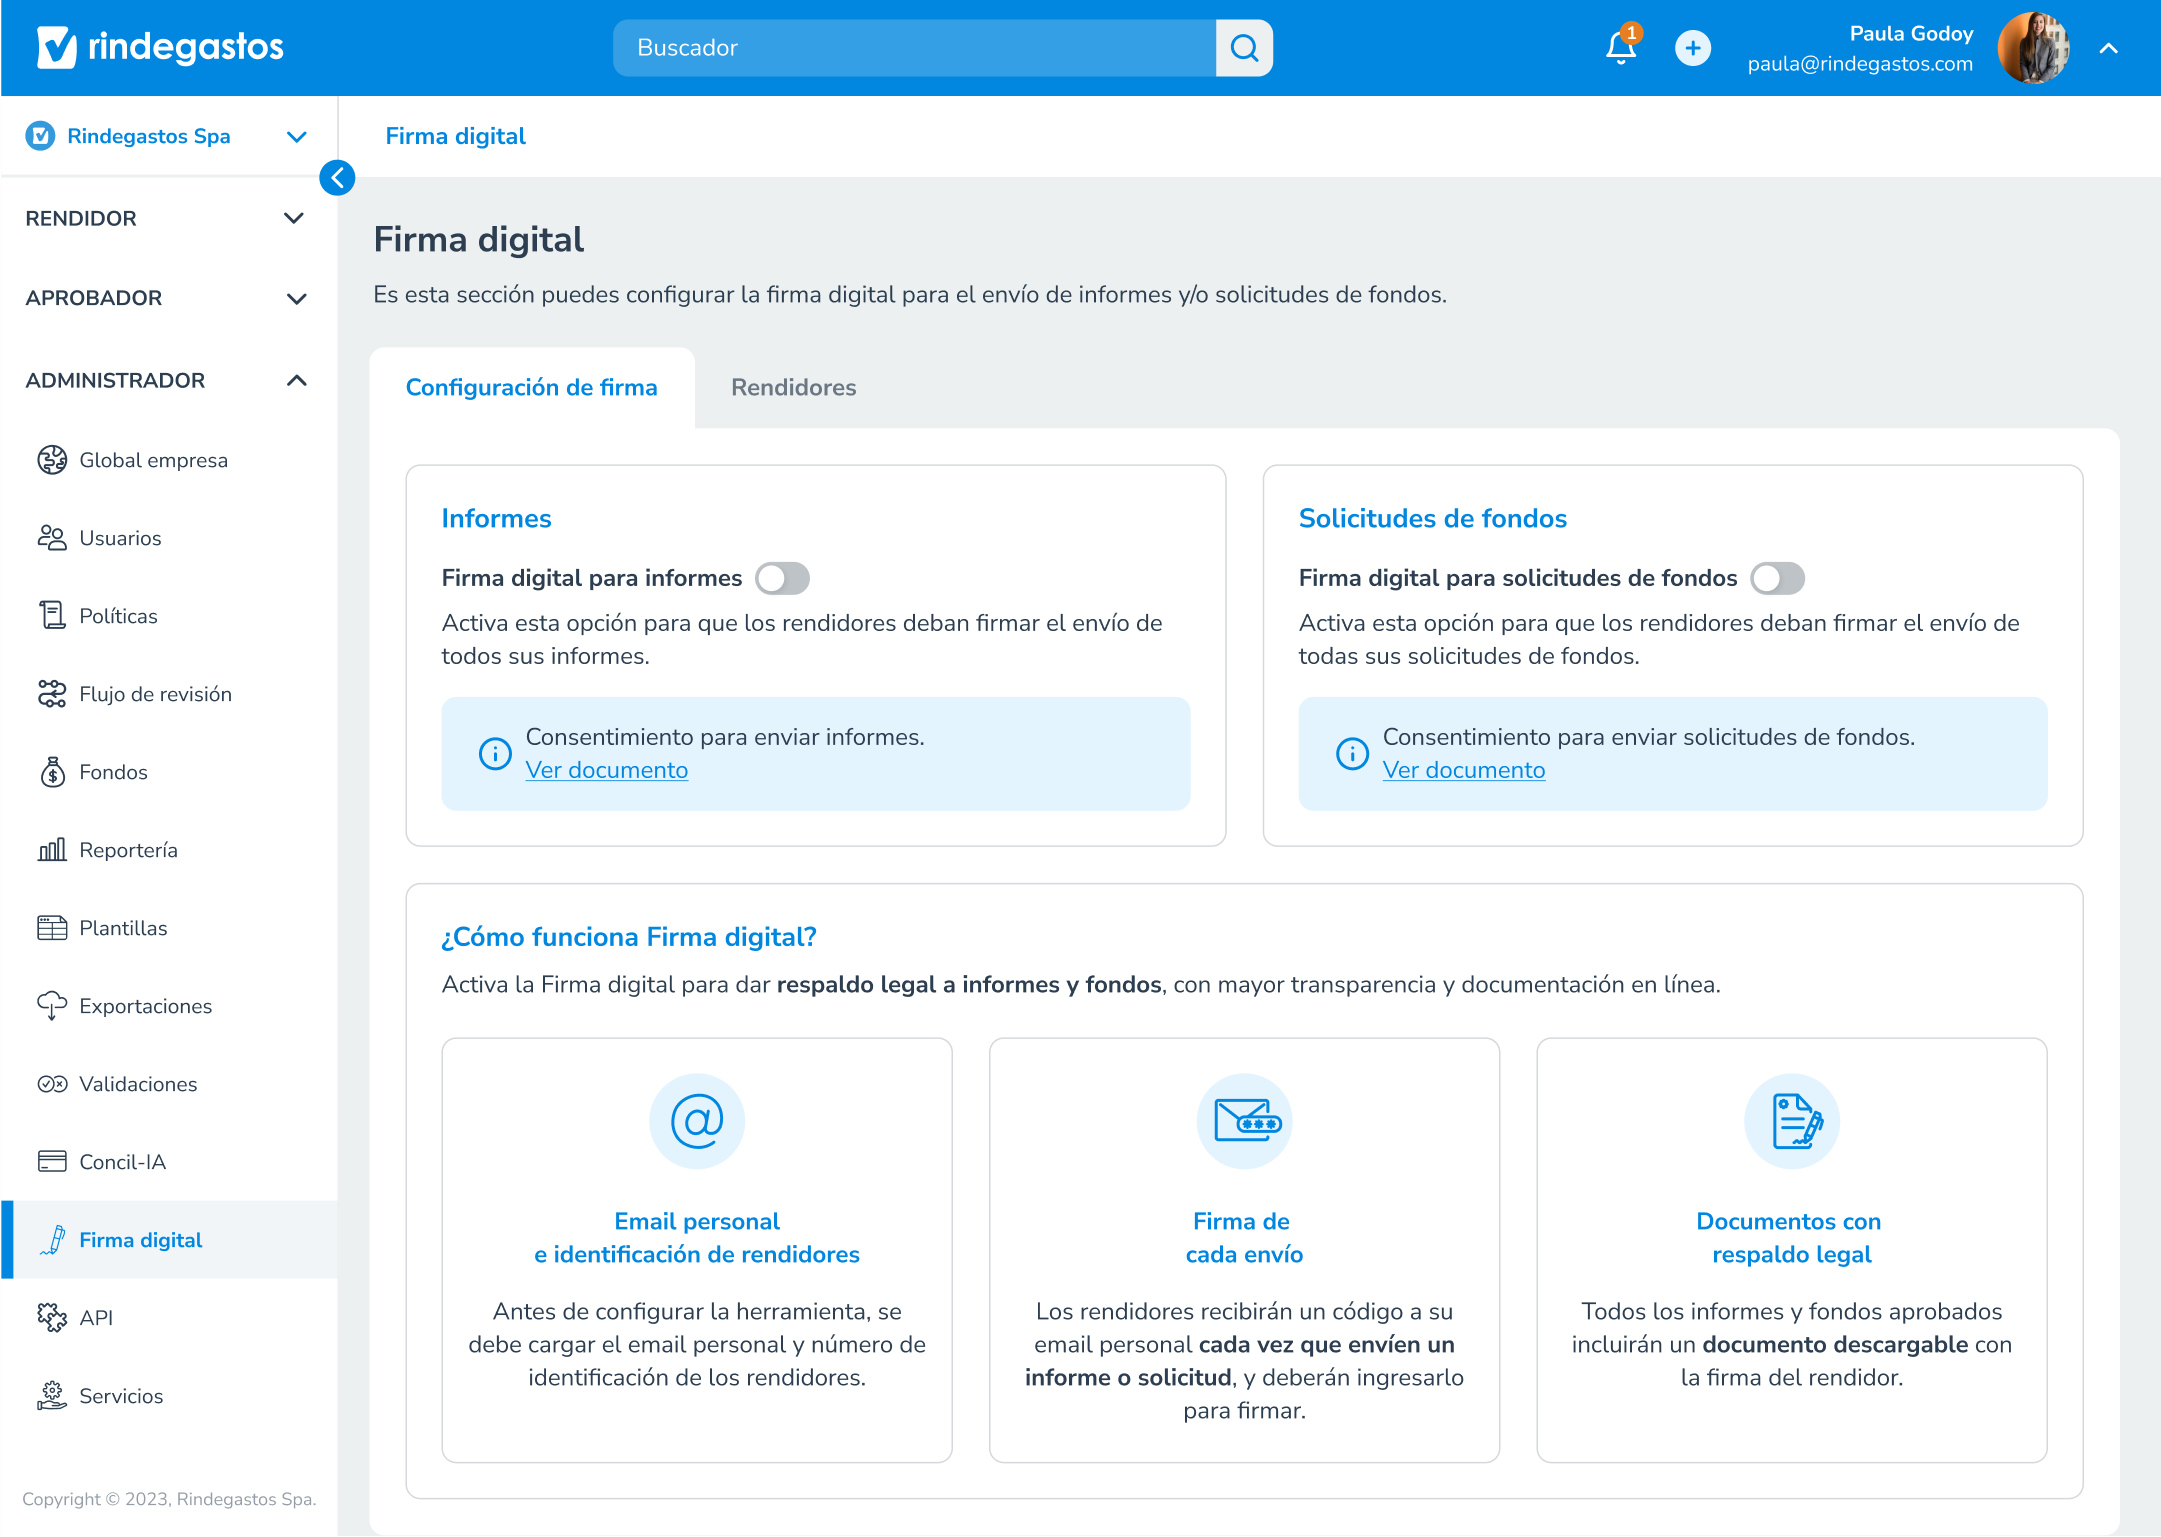 rindegastos
Buscador
1
Paula Godoy
paula@rindegastos.com
Rindegastos Spa
Firma digital
RENDIDOR
APROBADOR
ADMINISTRADOR
Global empresa
Usuarios
Políticas
Flujo de revisión
Fondos
Reportería
Plantillas
Exportaciones
Validaciones
Concil-IA
Firma digital
API
Servicios
Copyright © 2023, Rindegastos Spa.
Firma digital
Es esta sección puedes configurar la firma digital para el envío de informes y/o solicitudes de fondos.
Configuración de firma
Rendidores
Informes
Firma digital para informes
Activa esta opción para que los rendidores deban firmar el envío de
todos sus informes.
Consentimiento para enviar informes.
Ver documento
Solicitudes de fondos
Firma digital para solicitudes de fondos
Activa esta opción para que los rendidores deban firmar el envío de
todas sus solicitudes de fondos.
Consentimiento para enviar solicitudes de fondos.
Ver documento
¿Cómo funciona Firma digital?
Activa la Firma digital para dar respaldo legal a informes y fondos, con mayor transparencia y documentación en línea.
Email personal
e identificación de rendidores
Antes de configurar la herramienta, se
debe cargar el email personal y número de
identificación de los rendidores.
Firma de
cada envío
Los rendidores recibirán un código a su
email personal cada vez que envíen un
informe o solicitud, y deberán ingresarlo
para firmar.
Documentos con
respaldo legal
Todos los informes y fondos aprobados
incluirán un documento descargable con
la firma del rendidor.